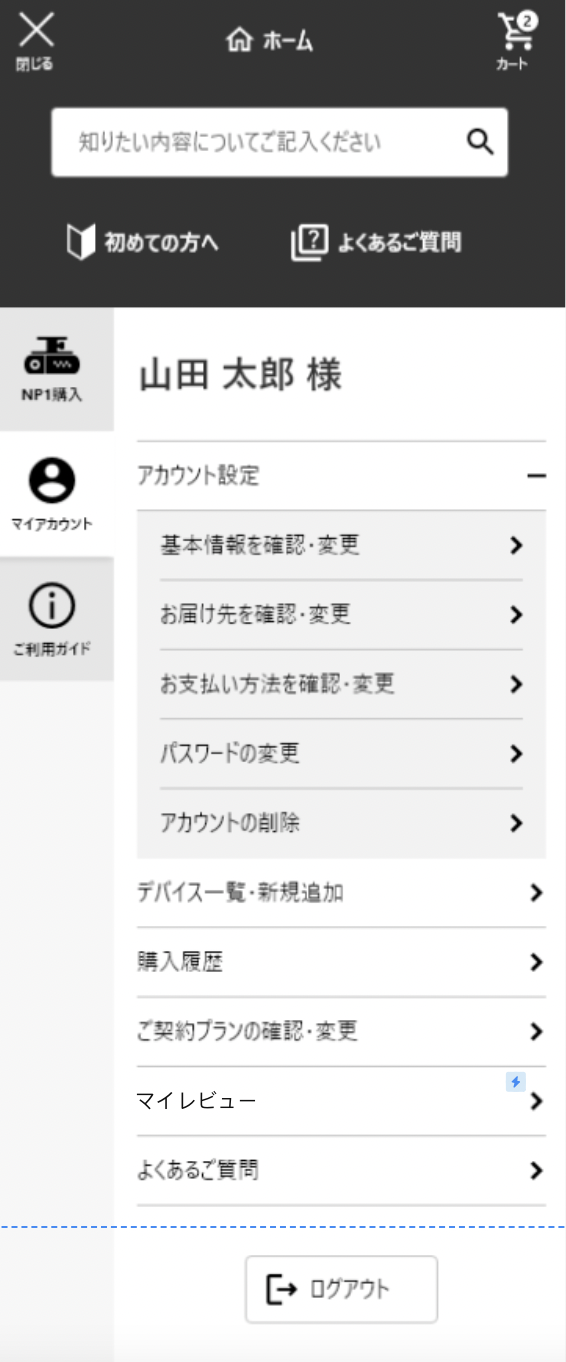 ホーム
2
閉じる
カート
知りたい内容についてご記入ください
初めての方へ
よくあるご質問
NP1購入
マイアカウント
ご利用ガイド
山田 太郎 様
アカウント設定
基本情報を確認・変更
お届け先を確認・変更
お支払い方法を確認・変更
パスワードの変更
アカウントの削除
デバイス一覧・新規追加
購入履歴
ご契約プランの確認・変更
マイレビュー
よくあるご質問
ログアウト